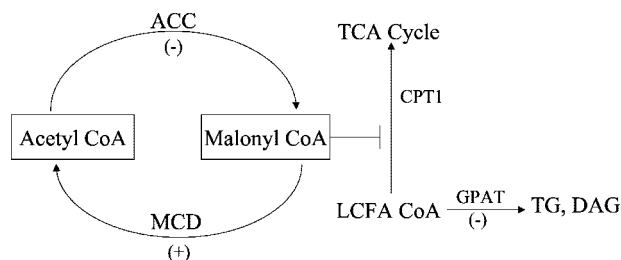 ACC
(-)
TCA Cycle
CPT1
Acetyl CoA
Malonyl CoA
MCD
(+)
LCFA CoA
GPAT
(-)
TG, DAG